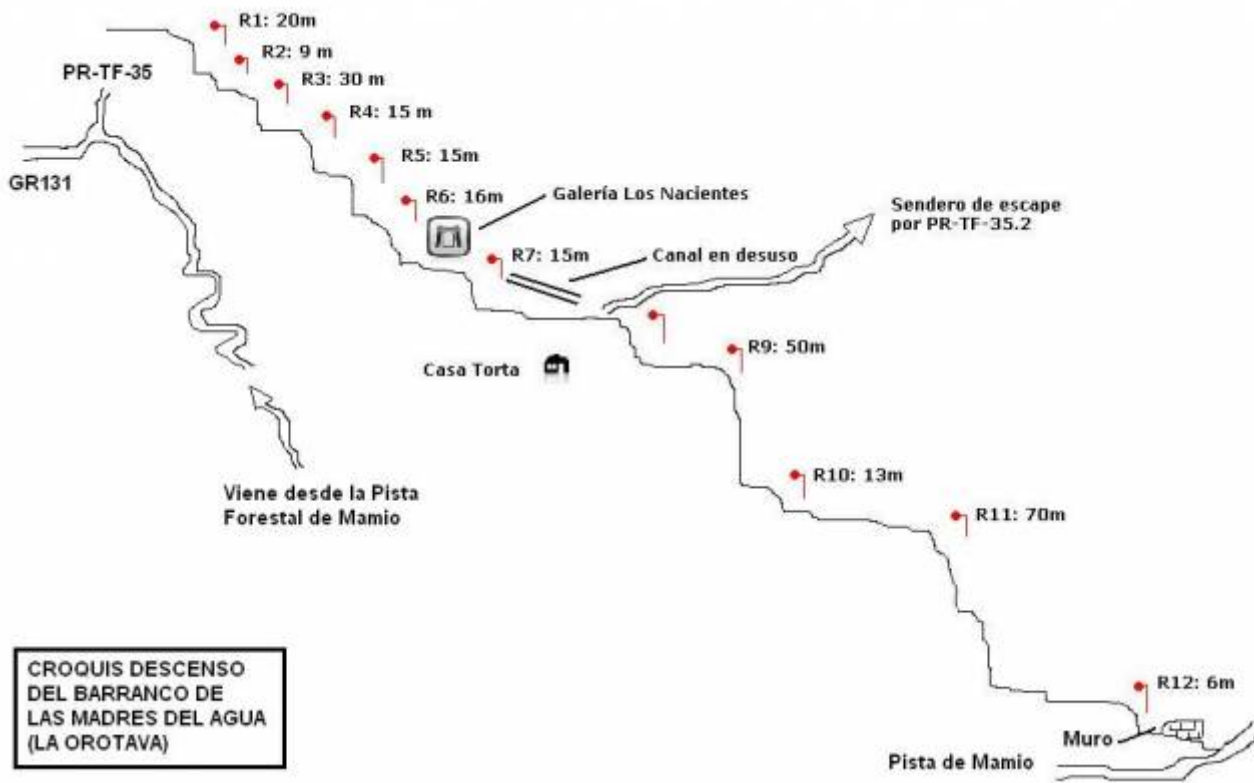 R1: 20m
R2: 9 m
PR-TF-35
R3: 30 m
R4: 15 m
R5: 15m
GR131
R6: 16m
Galería Los Nacientes
Sendero de escape
por PR-TF-35.2
R7: 15m
Canal en desuso
R9: 50m
Casa Torta
R10: 13m
Viene desde la Pista
Forestal de Mamio
R11: 70m
CROQUIS DESCENSO
DEL BARRANCO DE
LAS MADRES DEL AGUA
(LA OROTAVA)
R12: 6m
Muro
Pista de Mamio